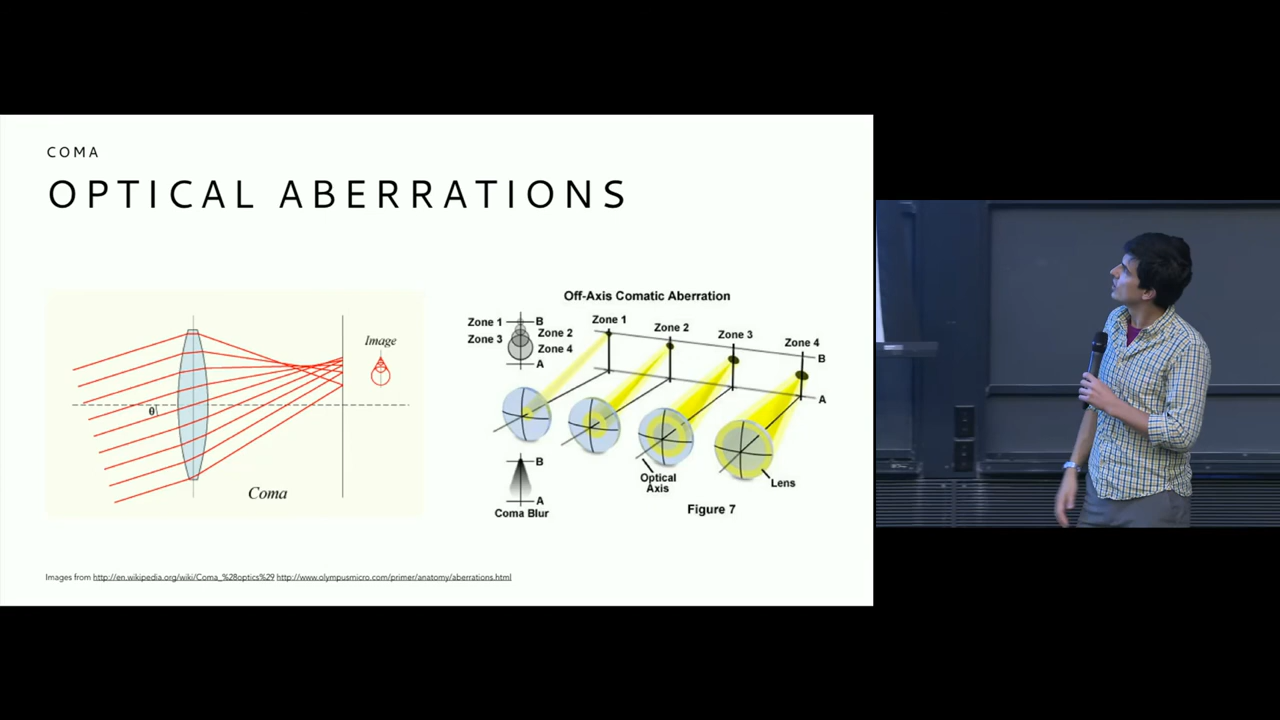 COMA
OPTICAL ABERRATIONS
θ
Image
Coma
Off-Axis Comatic Aberration
Zone 1
B
Zone 2
Zone 3
Zone 4
A
Zone 1
Zone 2
Zone 3
Zone 4
B
A
B
A
Coma Blur
Optical
Axis
Lens
Figure 7
Images from http://en.wikipedia.org/wiki/Coma_%28optics%29 http://www.olympusmicro.com/primer/anatomy/aberrations.html